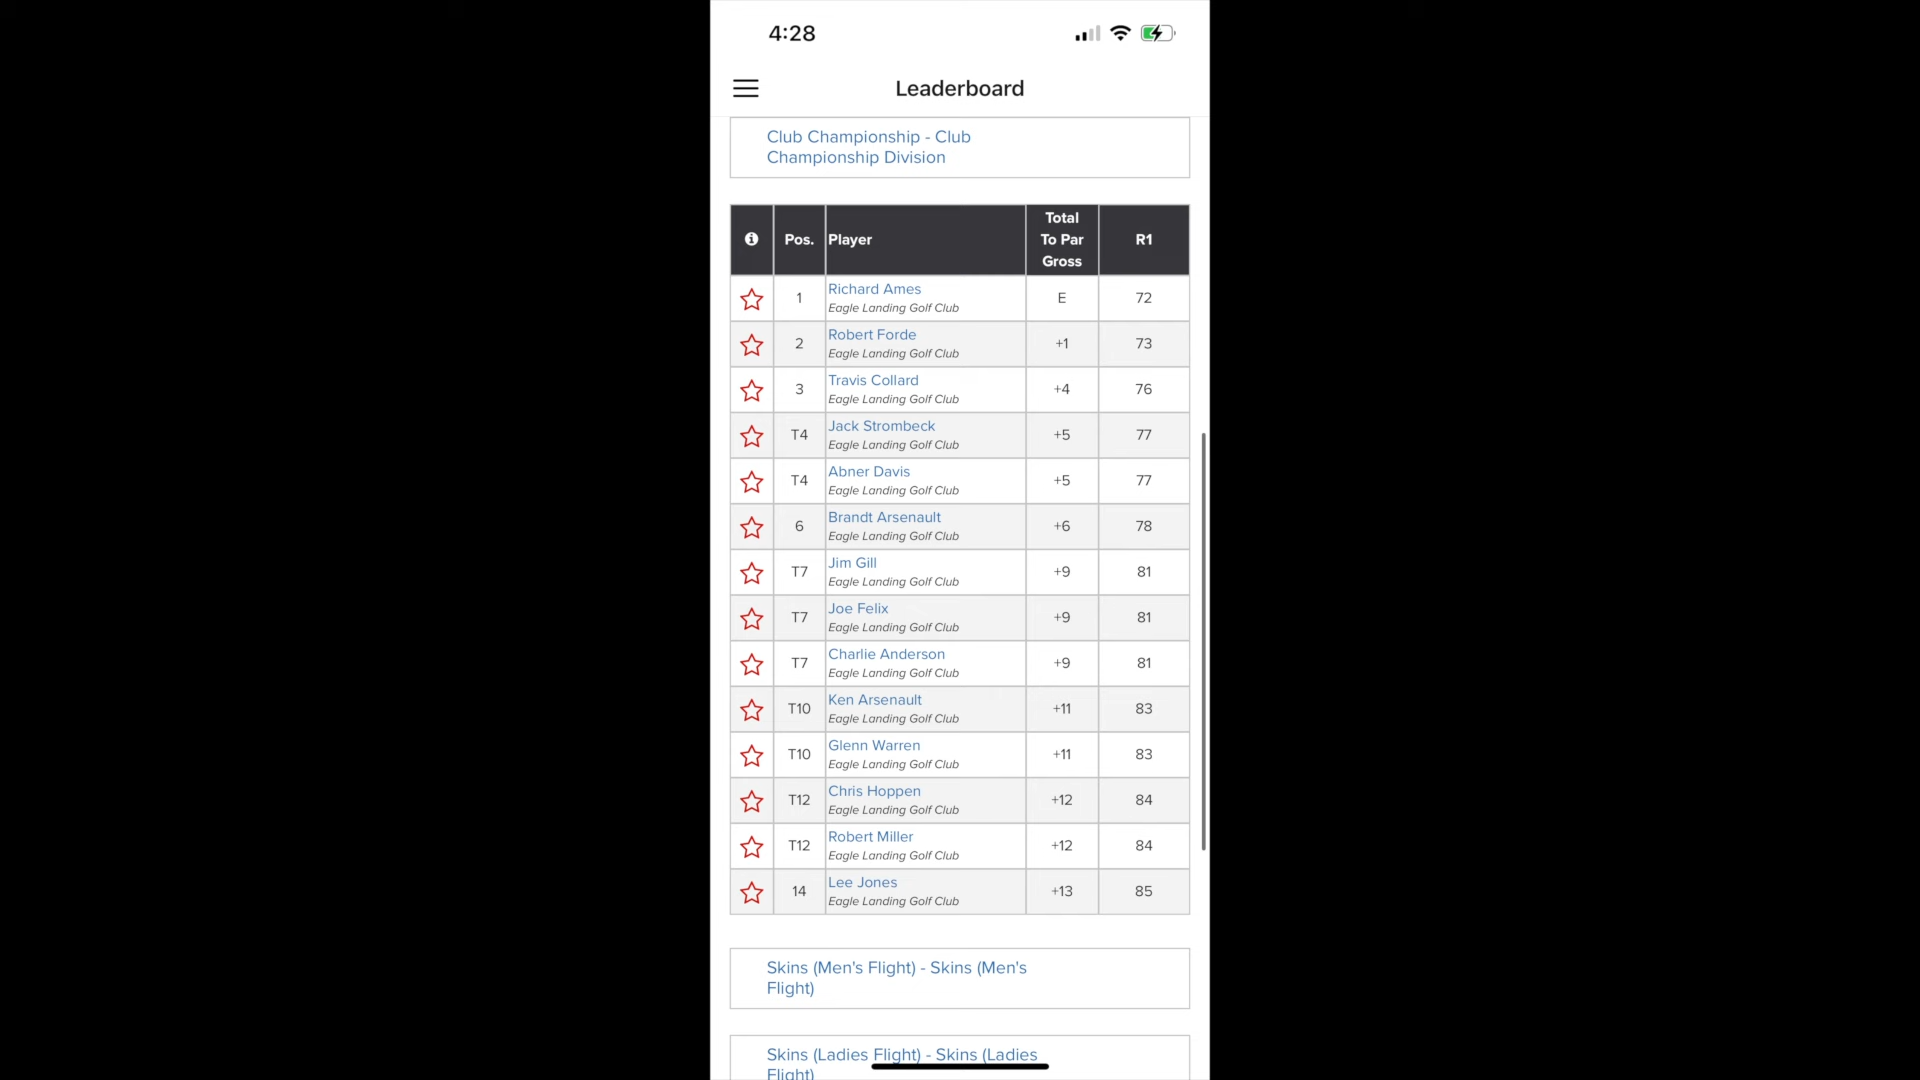 4:28
Leaderboard
Club Championship - Club
Championship Division
Pos. Player Total To Par Gross R1
1 Richard Ames E 72
Eagle Landing Golf Club
2 Robert Forde +1 73
Eagle Landing Golf Club
3 Travis Collard +4 76
Eagle Landing Golf Club
T4 Jack Strombeck +5 77
Eagle Landing Golf Club
T4 Abner Davis +5 77
Eagle Landing Golf Club
6 Brandt Arsenault +6 78
Eagle Landing Golf Club
T7 Jim Gill +9 81
Eagle Landing Golf Club
T7 Joe Felix +9 81
Eagle Landing Golf Club
T7 Charlie Anderson +9 81
Eagle Landing Golf Club
T10 Ken Arsenault +11 83
Eagle Landing Golf Club
T10 Glenn Warren +11 83
Eagle Landing Golf Club
T12 Chris Hoppen +12 84
Eagle Landing Golf Club
T12 Robert Miller +12 84
Eagle Landing Golf Club
14 Lee Jones +13 85
Eagle Landing Golf Club
Skins (Men's Flight) - Skins (Men's
Flight)
Skins (Ladies Flight) - Skins (Ladies
Flight)